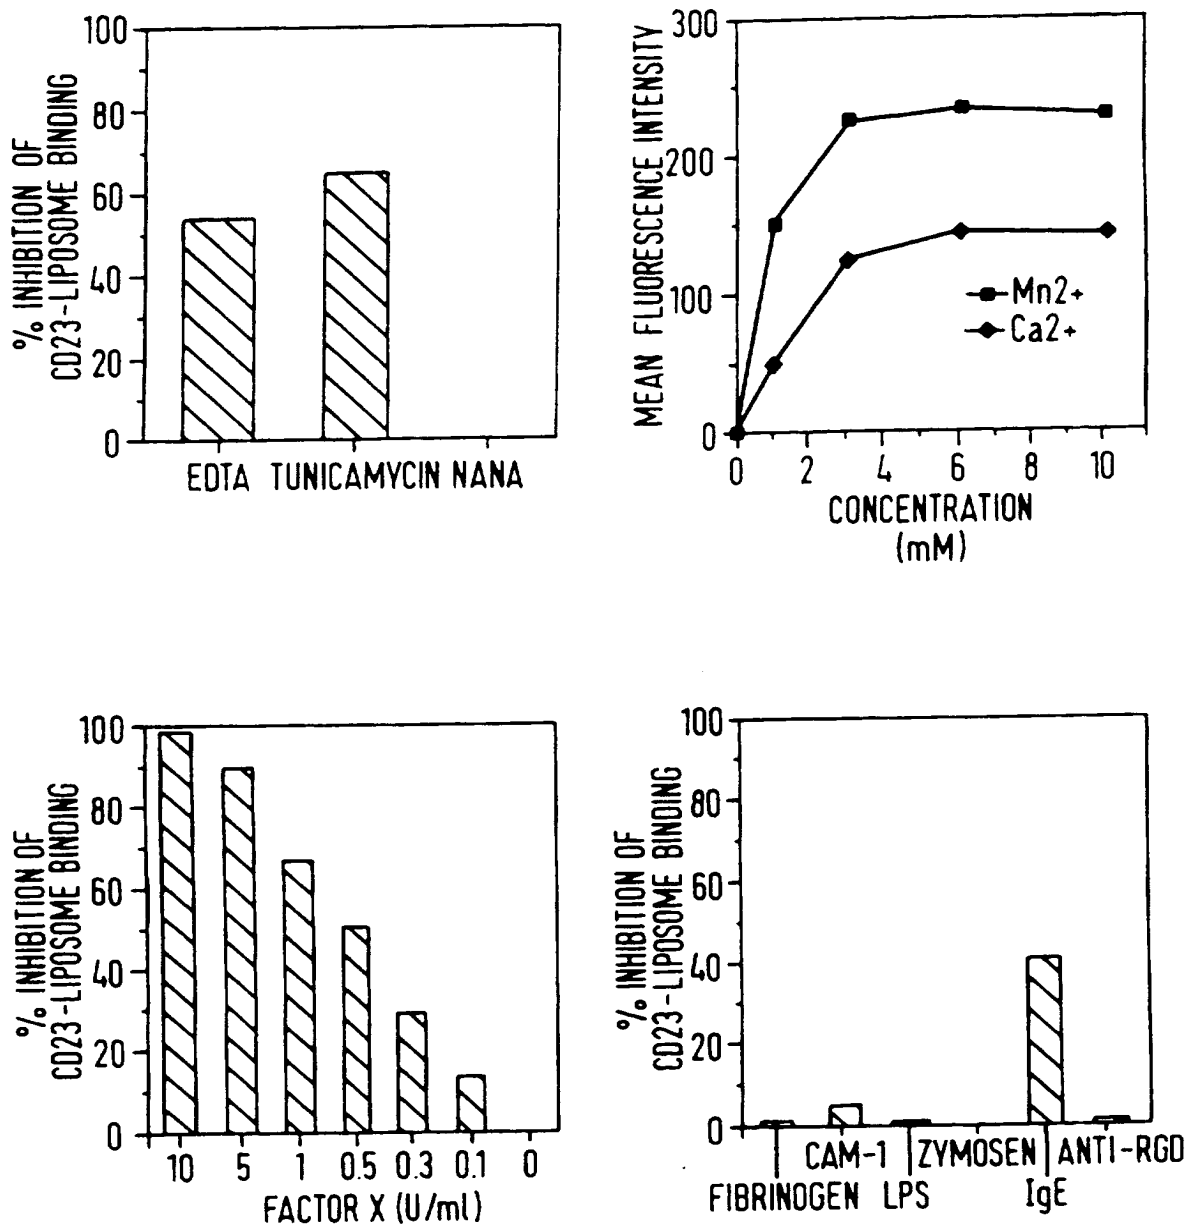 100
80
60
40
20
0
% INHIBITION OF
CD23-LIPOSOME BINDING
EDTA TUNICAMYCIN NANA
300
200
100
0
MEAN FLUORESCENCE INTENSITY
Mn2+
Ca2+
0 2 4 6 8 10
CONCENTRATION
(mM)
100
80
60
40
20
0
% INHIBITION OF
CD23-LIPOSOME BINDING
10 5 1 0.5 0.3 0.1 0
FACTOR X (U/ml)
100
80
60
40
20
0
% INHIBITION OF
CD23-LIPOSOME BINDING
CAM-1 ZYMOSEN ANTI-RGD
FIBRINOGEN LPS IgE